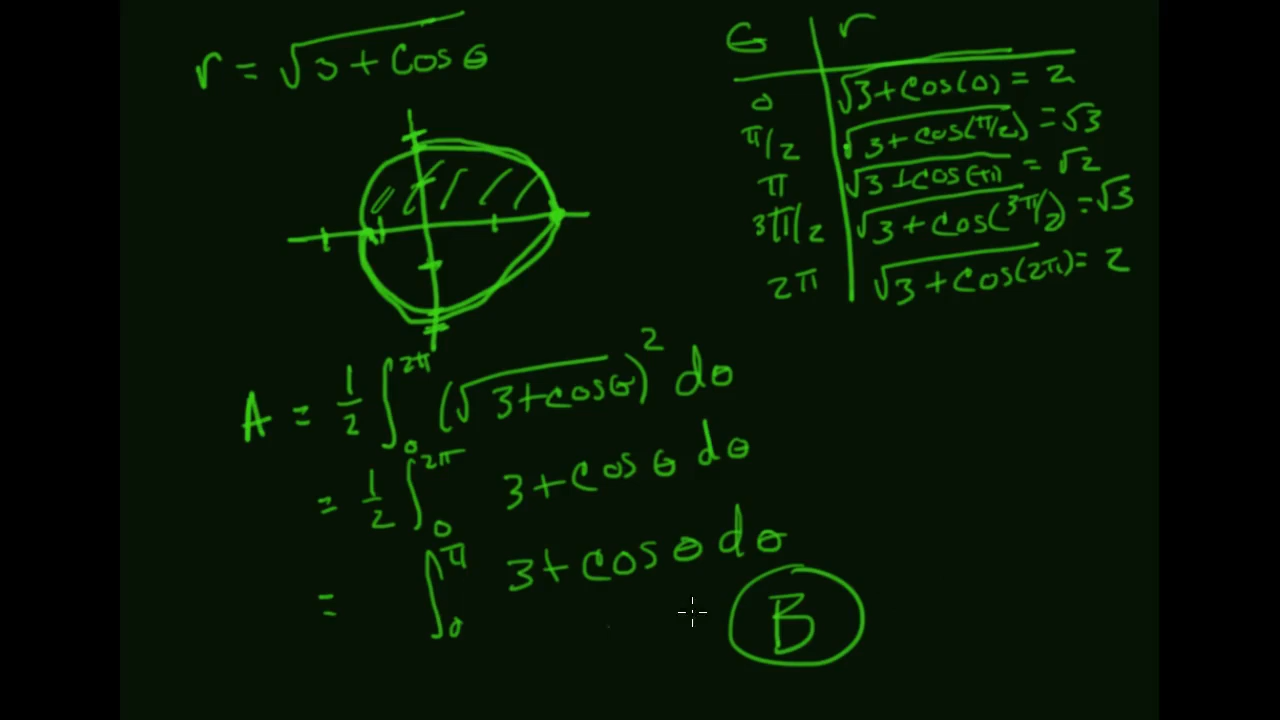 r = √3 + cos θ
θ | r
0 | √3 + cos(0) = 2
π/2 | √3 + cos(π/2) = √3
π | √3 + cos(π) = √2
3π/2 | √3 + cos(3π/2) = √3
2π | √3 + cos(2π) = 2
A = 1/2 ∫₀^2π (√3+cosθ)² dθ
= 1/2 ∫₀^2π 3+cos θ dθ
= ∫₀^π 3+cos θ dθ
B